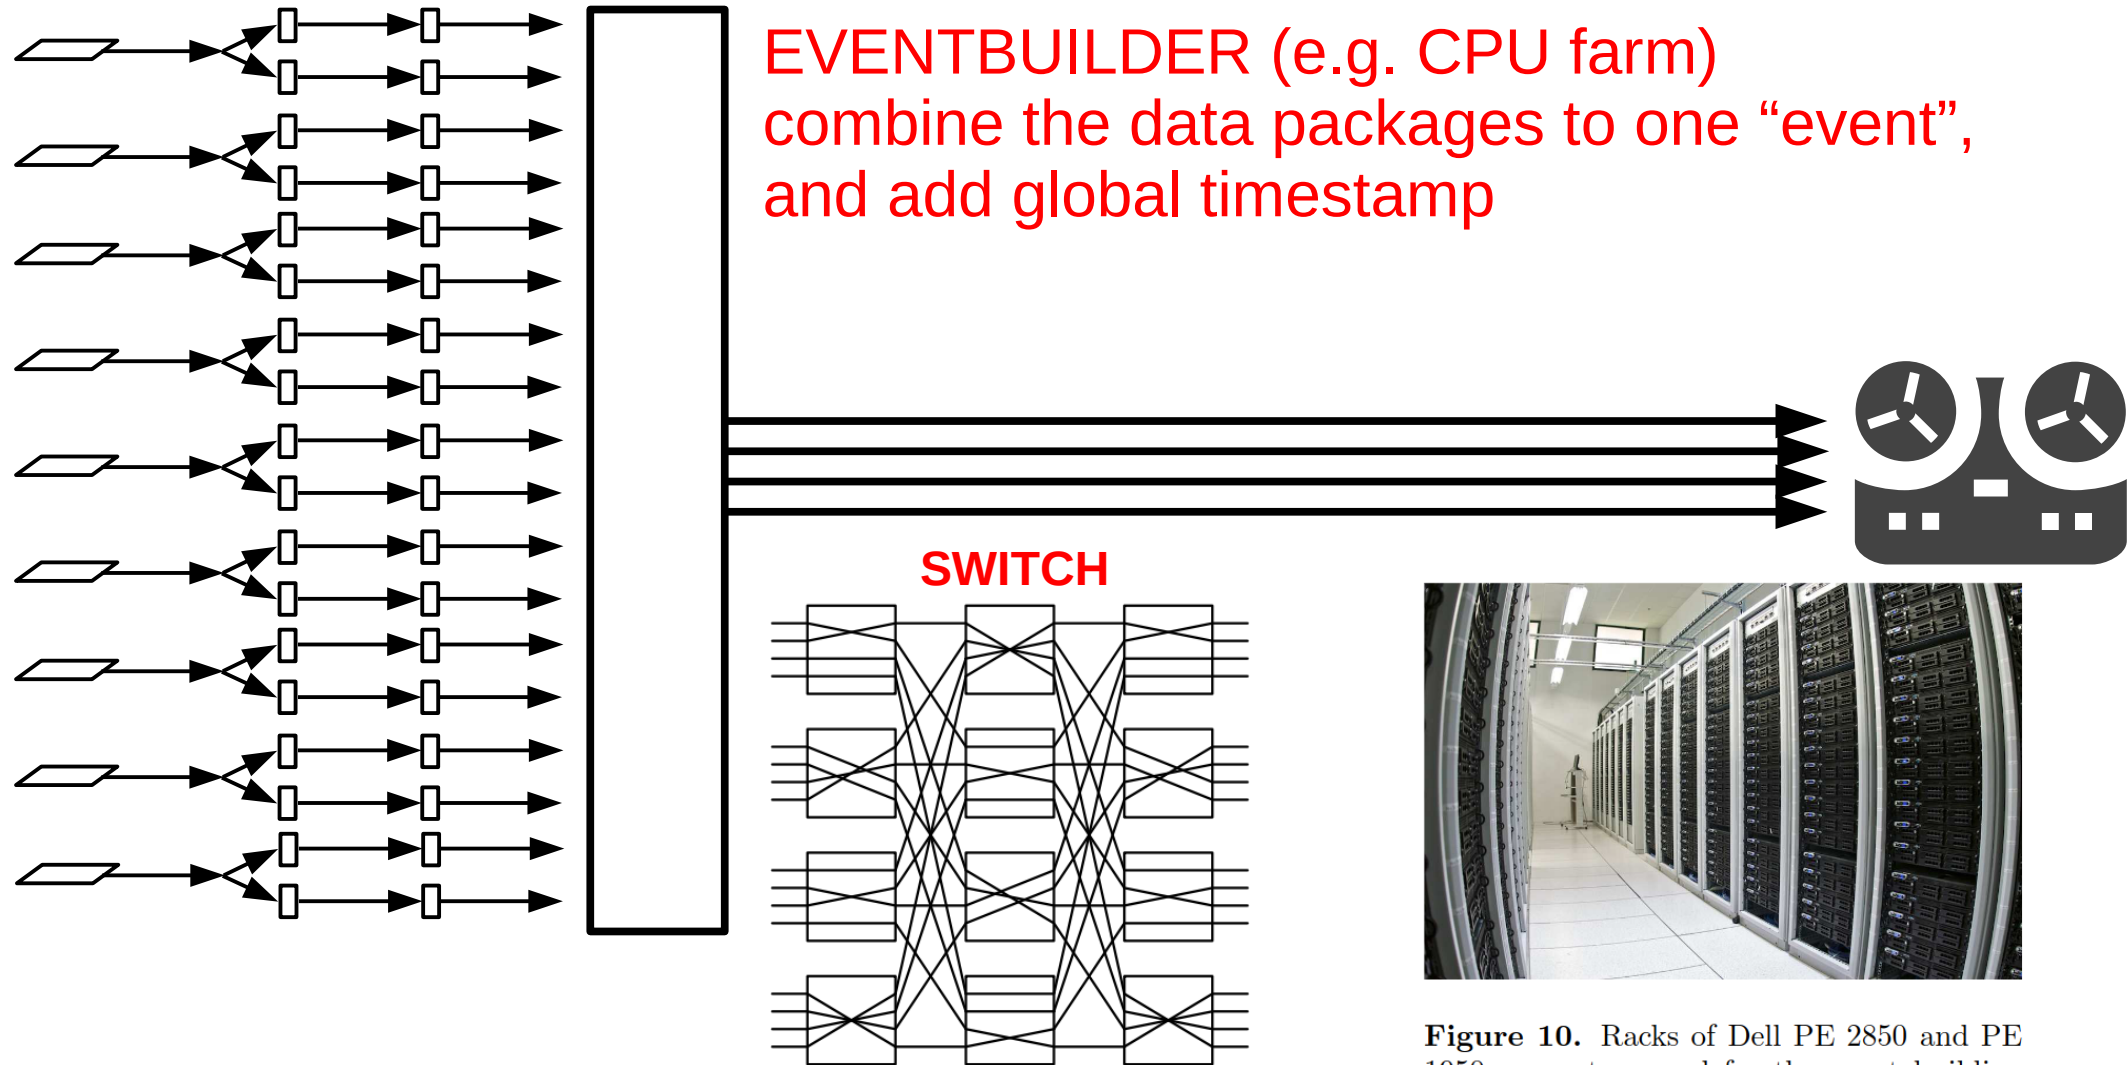 EVENTBUILDER (e.g. CPU farm)
combine the data packages to one “event”,
and add global timestamp
SWITCH
Figure 10. Racks of Dell PE 2850 and PE